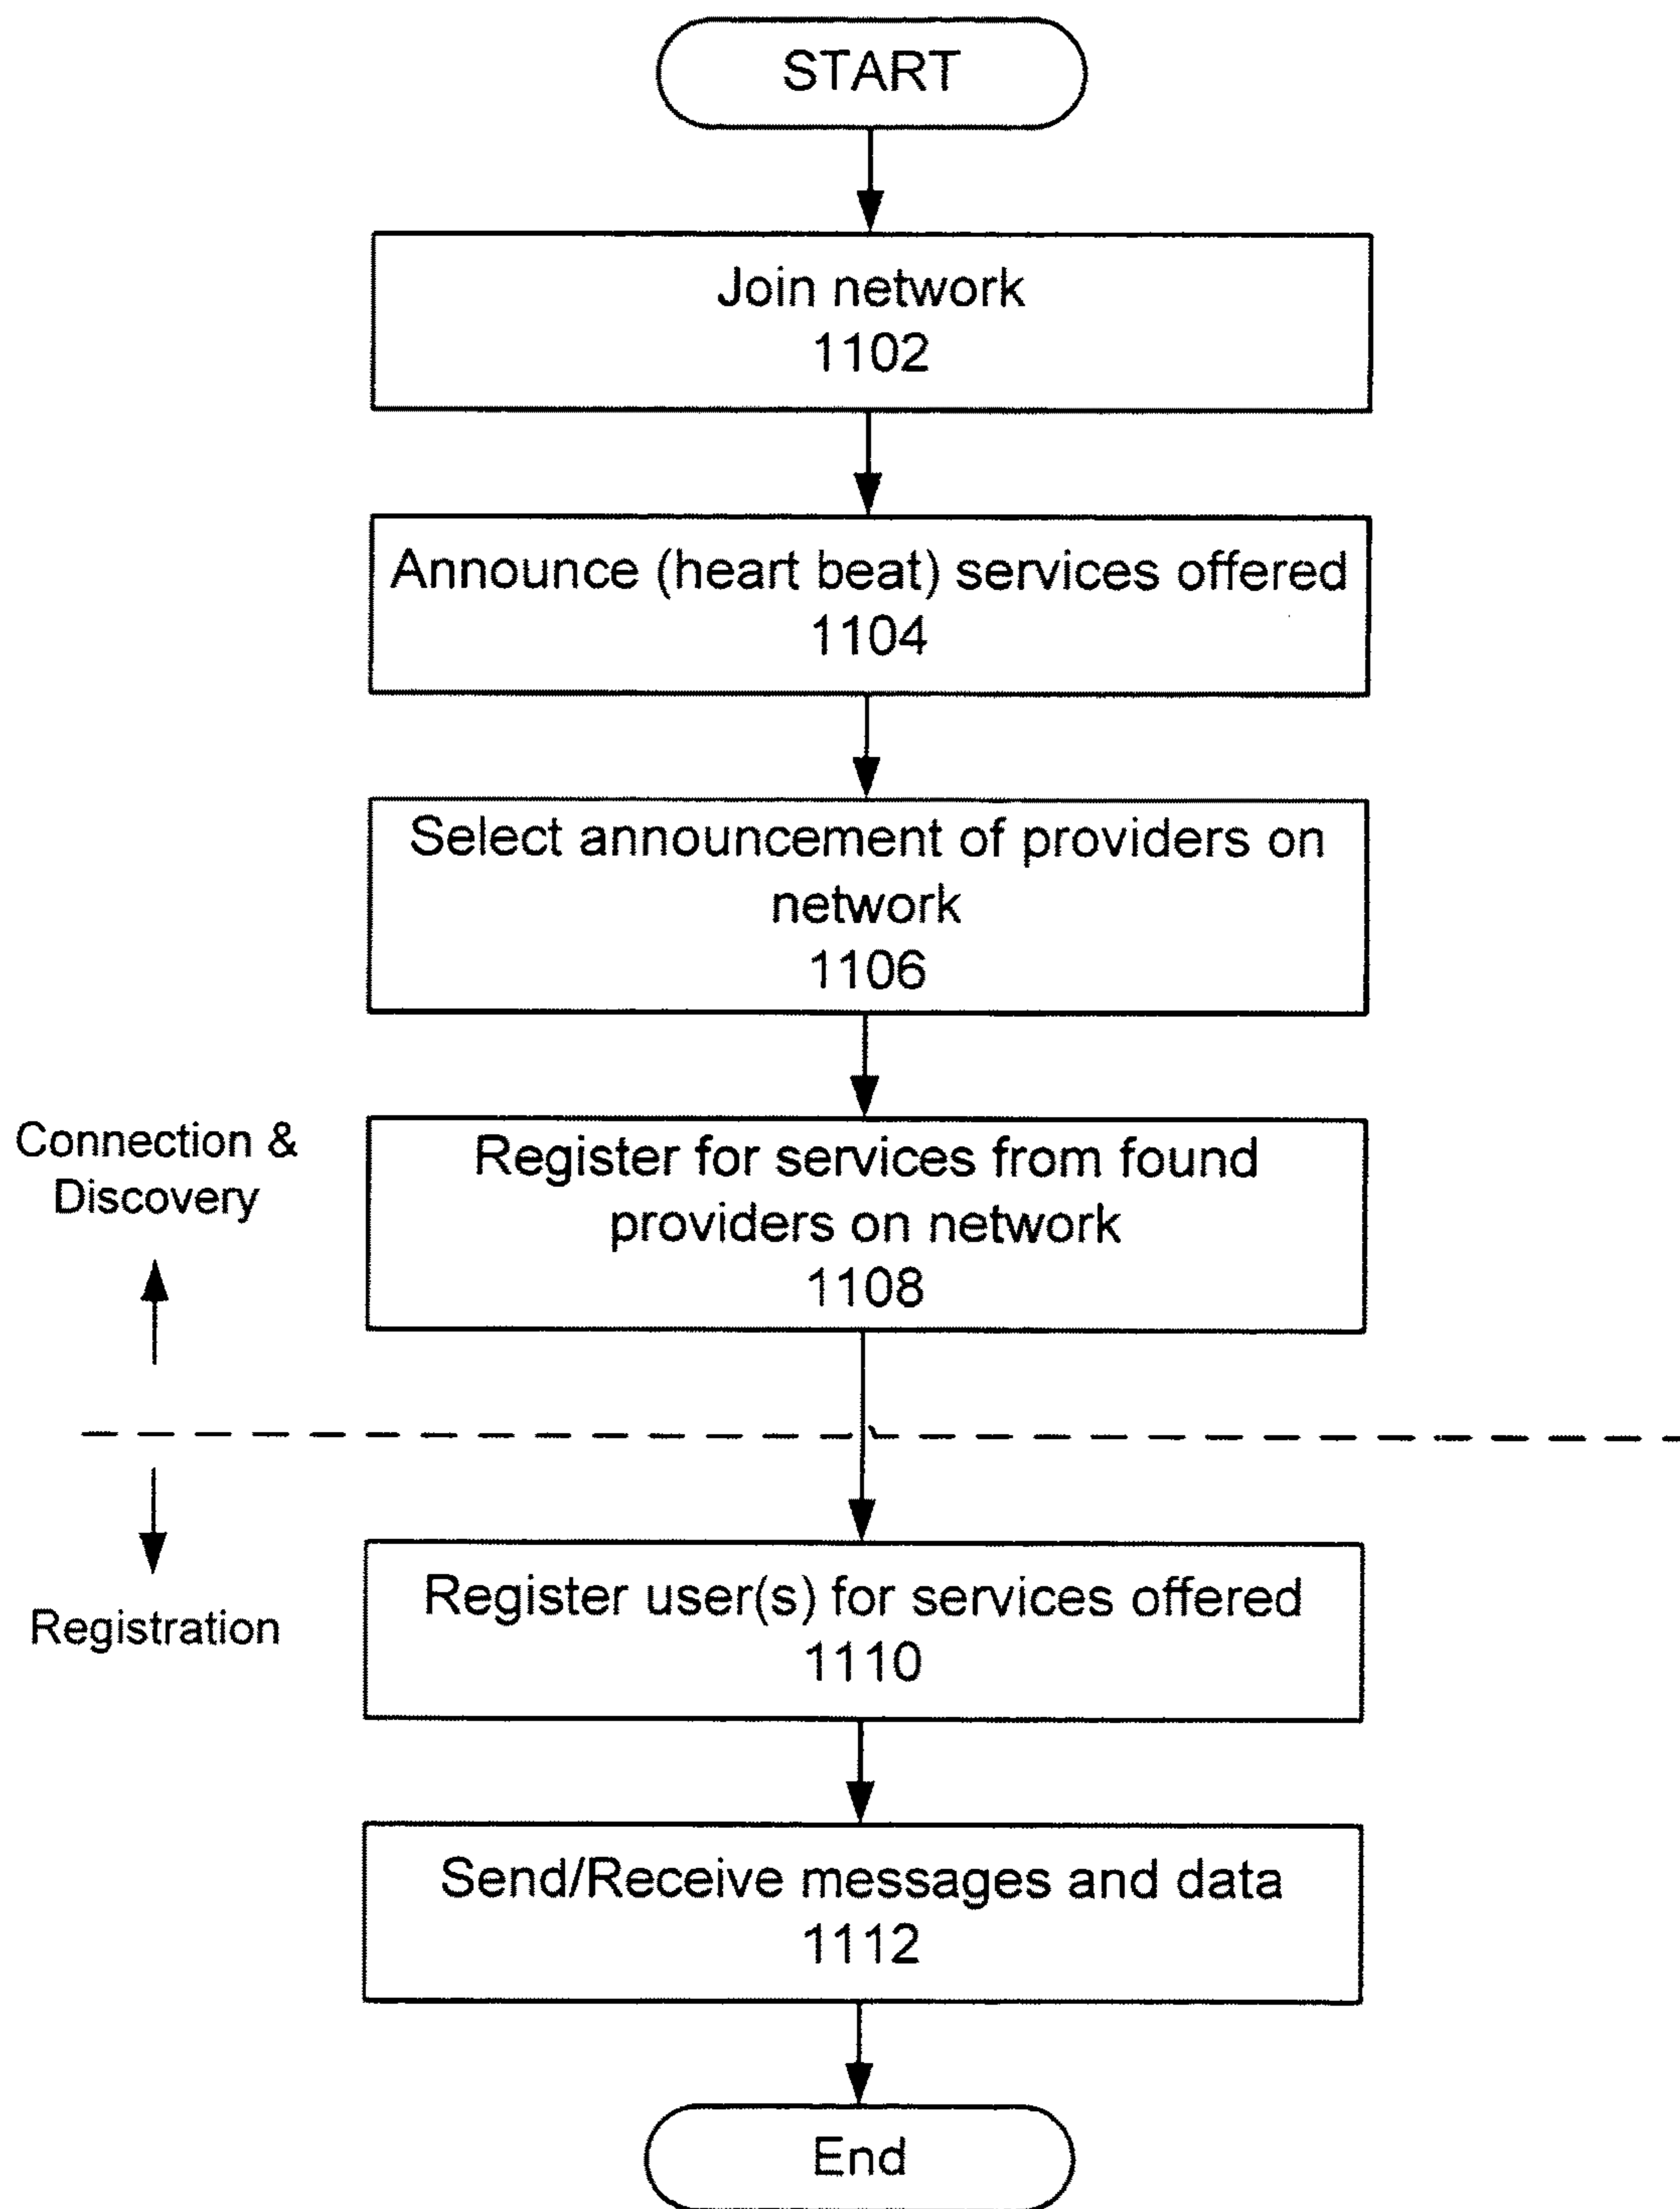 START
Join network
1102
Announce (heart beat) services offered
1104
Select announcement of providers on
network
1106
Connection &
Discovery
Register for services from found
providers on network
1108
Registration
Register user(s) for services offered
1110
Send/Receive messages and data
1112
End